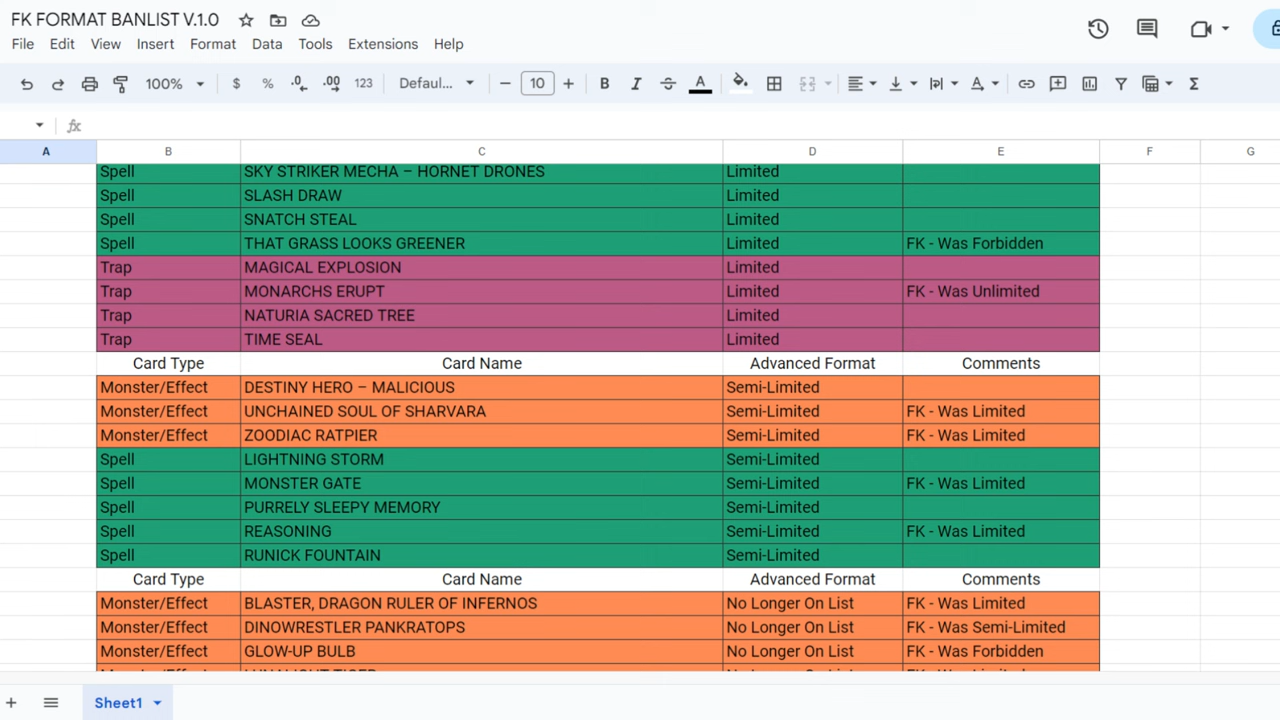 FK FORMAT BANLIST V.1.0
File Edit View Insert Format Data Tools Extensions Help
100% $ % .0 .00 123 Defaul... 10 B I A
fx
A B C D E F G
Spell SKY STRIKER MECHA – HORNET DRONES Limited
Spell SLASH DRAW Limited
Spell SNATCH STEAL Limited
Spell THAT GRASS LOOKS GREENER Limited FK - Was Forbidden
Trap MAGICAL EXPLOSION Limited
Trap MONARCHS ERUPT Limited FK - Was Unlimited
Trap NATURIA SACRED TREE Limited
Trap TIME SEAL Limited
Card Type Card Name Advanced Format Comments
Monster/Effect DESTINY HERO – MALICIOUS Semi-Limited
Monster/Effect UNCHAINED SOUL OF SHARVARA Semi-Limited FK - Was Limited
Monster/Effect ZOODIAC RATPIER Semi-Limited FK - Was Limited
Spell LIGHTNING STORM Semi-Limited
Spell MONSTER GATE Semi-Limited FK - Was Limited
Spell PURRELY SLEEPY MEMORY Semi-Limited
Spell REASONING Semi-Limited FK - Was Limited
Spell RUNICK FOUNTAIN Semi-Limited
Card Type Card Name Advanced Format Comments
Monster/Effect BLASTER, DRAGON RULER OF INFERNOS No Longer On List FK - Was Limited
Monster/Effect DINOWRESTLER PANKRATOPS No Longer On List FK - Was Semi-Limited
Monster/Effect GLOW-UP BULB No Longer On List FK - Was Forbidden
Sheet1